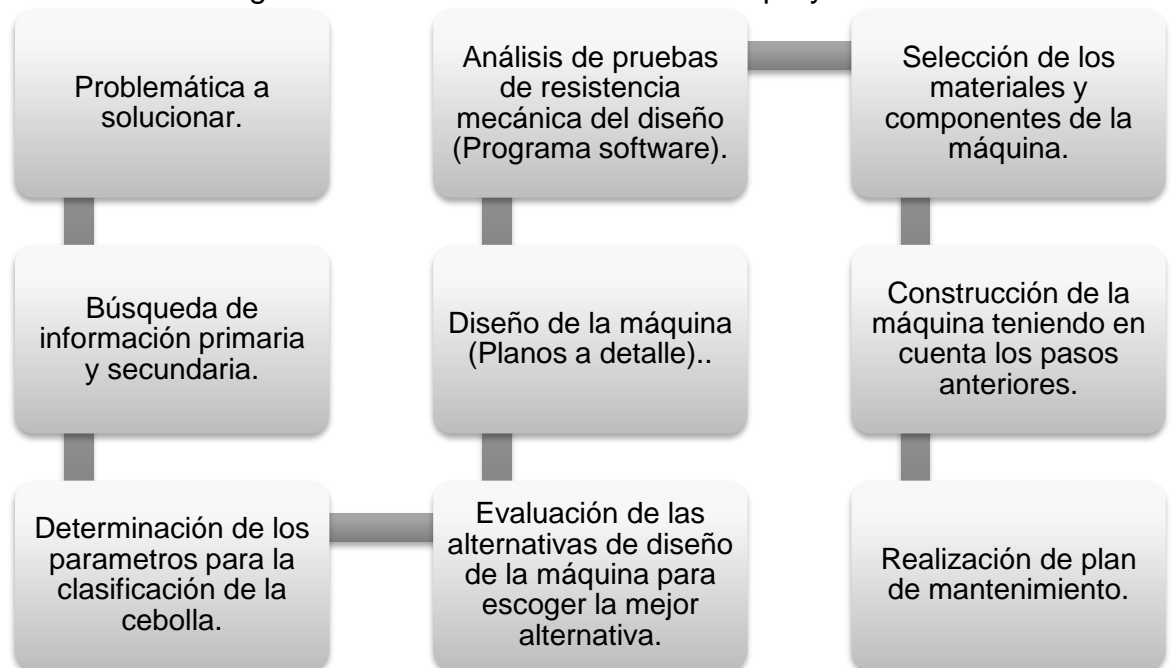 Problemática a
solucionar.
Búsqueda de
información primaria
y secundaria.
Determinación de los
parametros para la
clasificación de la
cebolla.
Evaluación de las
alternativas de diseño
de la máquina para
escoger la mejor
alternativa.
Diseño de la máquina
(Planos a detalle)..
Análisis de pruebas
de resistencia
mecánica del diseño
(Programa software).
Selección de los
materiales y
componentes de la
máquina.
Construcción de la
máquina teniendo en
cuenta los pasos
anteriores.
Realización de plan
de mantenimiento.